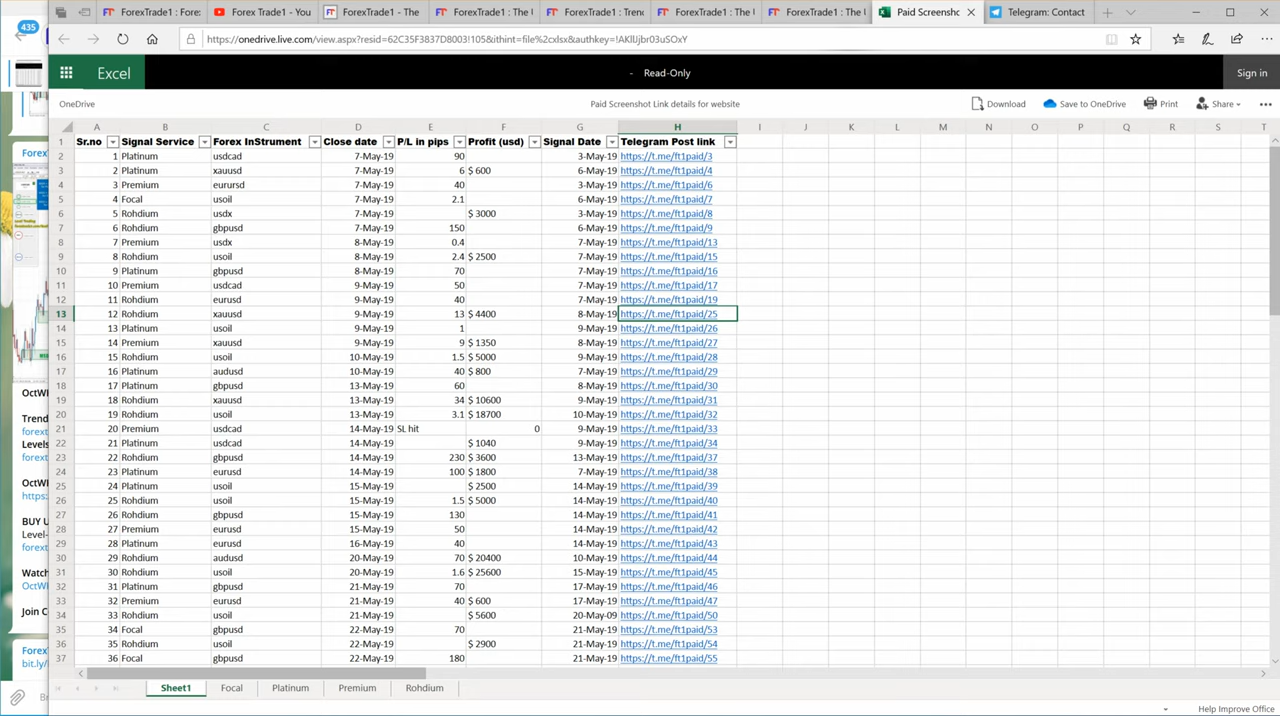 435
ForexTrade1 : Fore:
Forex Trade1 - You
ForexTrade1 - The
ForexTrade1 : The U
ForexTrade1 : Trend
ForexTrade1 : The U
ForexTrade1 : The U
Paid Screensho
Telegram: Contact
https://onedrive.live.com/view.aspx?resid=62C35F3837D8003!105&ithint=file%2cxlsx&authkey=!AKlUjbr03uSOxY
Excel
- Read-Only
Sign in
OneDrive
Paid Screenshot Link details for website
Download
Save to OneDrive
Print
Share
A B C D E F G H I J K L M N O P Q R S T
1 Sr.no Signal Service Forex InStrument Close date P/L in pips Profit (usd) Signal Date Telegram Post link
2 1 Platinum usdcad 7-May-19 90 3-May-19 https://t.me/ft1paid/3
3 2 Platinum xauusd 7-May-19 6 $ 600 6-May-19 https://t.me/ft1paid/4
4 3 Premium eurursd 7-May-19 40 3-May-19 https://t.me/ft1paid/6
5 4 Focal usoil 7-May-19 2.1 6-May-19 https://t.me/ft1paid/7
6 5 Rohdium usdx 7-May-19 $ 3000 3-May-19 https://t.me/ft1paid/8
7 6 Rohdium gbpusd 7-May-19 150 6-May-19 https://t.me/ft1paid/9
8 7 Premium usdx 8-May-19 0.4 7-May-19 https://t.me/ft1paid/13
9 8 Rohdium usoil 8-May-19 2.4 $ 2500 7-May-19 https://t.me/ft1paid/15
10 9 Platinum gbpusd 8-May-19 70 7-May-19 https://t.me/ft1paid/16
11 10 Premium usdcad 9-May-19 50 7-May-19 https://t.me/ft1paid/17
12 11 Rohdium eurusd 9-May-19 40 7-May-19 https://t.me/ft1paid/19
13 12 Rohdium xauusd 9-May-19 13 $ 4400 8-May-19 https://t.me/ft1paid/25
14 13 Platinum usoil 9-May-19 1 9-May-19 https://t.me/ft1paid/26
15 14 Premium xauusd 9-May-19 9 $ 1350 8-May-19 https://t.me/ft1paid/27
16 15 Rohdium usoil 10-May-19 1.5 $ 5000 9-May-19 https://t.me/ft1paid/28
17 16 Platinum audusd 10-May-19 40 $ 800 7-May-19 https://t.me/ft1paid/29
18 17 Platinum gbpusd 13-May-19 60 8-May-19 https://t.me/ft1paid/30
19 18 Rohdium xauusd 13-May-19 34 $ 10600 9-May-19 https://t.me/ft1paid/31
20 19 Rohdium usoil 13-May-19 3.1 $ 18700 10-May-19 https://t.me/ft1paid/32
21 20 Premium usdcad 14-May-19 SL hit 0 9-May-19 https://t.me/ft1paid/33
22 21 Platinum usdcad 14-May-19 $ 1040 9-May-19 https://t.me/ft1paid/34
23 22 Rohdium gbpusd 14-May-19 230 $ 3600 13-May-19 https://t.me/ft1paid/37
24 23 Platinum eurusd 14-May-19 100 $ 1800 7-May-19 https://t.me/ft1paid/38
25 24 Platinum usoil 15-May-19 $ 2500 14-May-19 https://t.me/ft1paid/39
26 25 Rohdium usoil 15-May-19 1.5 $ 5000 14-May-19 https://t.me/ft1paid/40
27 26 Rohdium gbpusd 15-May-19 130 14-May-19 https://t.me/ft1paid/41
28 27 Premium eurusd 15-May-19 50 14-May-19 https://t.me/ft1paid/42
29 28 Platinum eurusd 16-May-19 40 14-May-19 https://t.me/ft1paid/43
30 29 Rohdium audusd 20-May-19 70 $ 20400 10-May-19 https://t.me/ft1paid/44
31 30 Rohdium usoil 20-May-19 1.6 $ 25600 15-May-19 https://t.me/ft1paid/45
32 31 Platinum gbpusd 21-May-19 70 17-May-19 https://t.me/ft1paid/46
33 32 Premium eurusd 21-May-19 40 $ 600 17-May-19 https://t.me/ft1paid/47
34 33 Rohdium usoil 21-May-19 $ 5600 20-May-09 https://t.me/ft1paid/50
35 34 Focal gbpusd 22-May-19 70 21-May-19 https://t.me/ft1paid/53
36 35 Rohdium usoil 22-May-19 $ 2900 21-May-19 https://t.me/ft1paid/54
37 36 Focal gbpusd 22-May-19 180 21-May-19 https://t.me/ft1paid/55
Sheet1 Focal Platinum Premium Rohdium
Help Improve Office
Forex
OctWE
Trend
forext
Levels
forext
OctWl
https:
BUY U
Level-
forext
Watch
OctWE
Join C
Forex
bit.ly/
Br